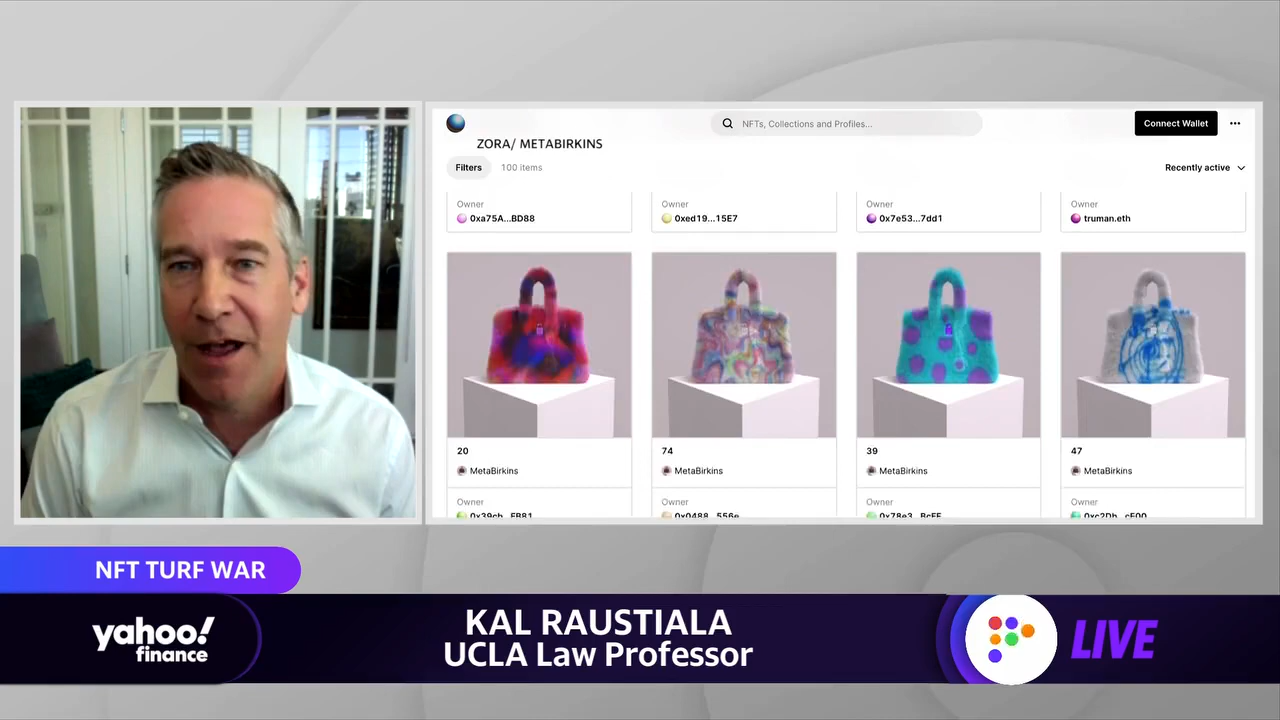 NFTs, Collections and Profiles...
Connect Wallet
ZORA/ METABIRKINS
Filters
100 items
Recently active
Owner
0xa75A...BD88
Owner
0xed19...15E7
Owner
0x7e53...7dd1
Owner
truman.eth
20
MetaBirkins
74
MetaBirkins
39
MetaBirkins
47
MetaBirkins
Owner
Owner
Owner
Owner
NFT TURF WAR
yahoo!
finance
KAL RAUSTIALA
UCLA Law Professor
LIVE